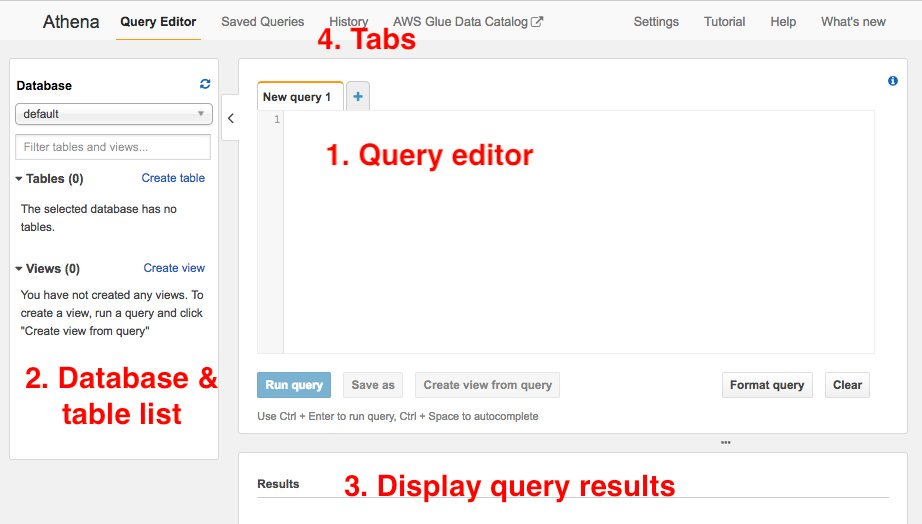 Athena Query Editor Saved Queries History AWS Glue Data Catalog Settings Tutorial Help What's new
4. Tabs
Database
default
Filter tables and views...
Tables (0) Create table
The selected database has no
tables.
Views (0) Create view
You have not created any views. To
create a view, run a query and click
"Create view from query"
2. Database &
table list
New query 1 +
1
1. Query editor
Run query Save as Create view from query Format query Clear
Use Ctrl + Enter to run query, Ctrl + Space to autocomplete
Results
3. Display query results